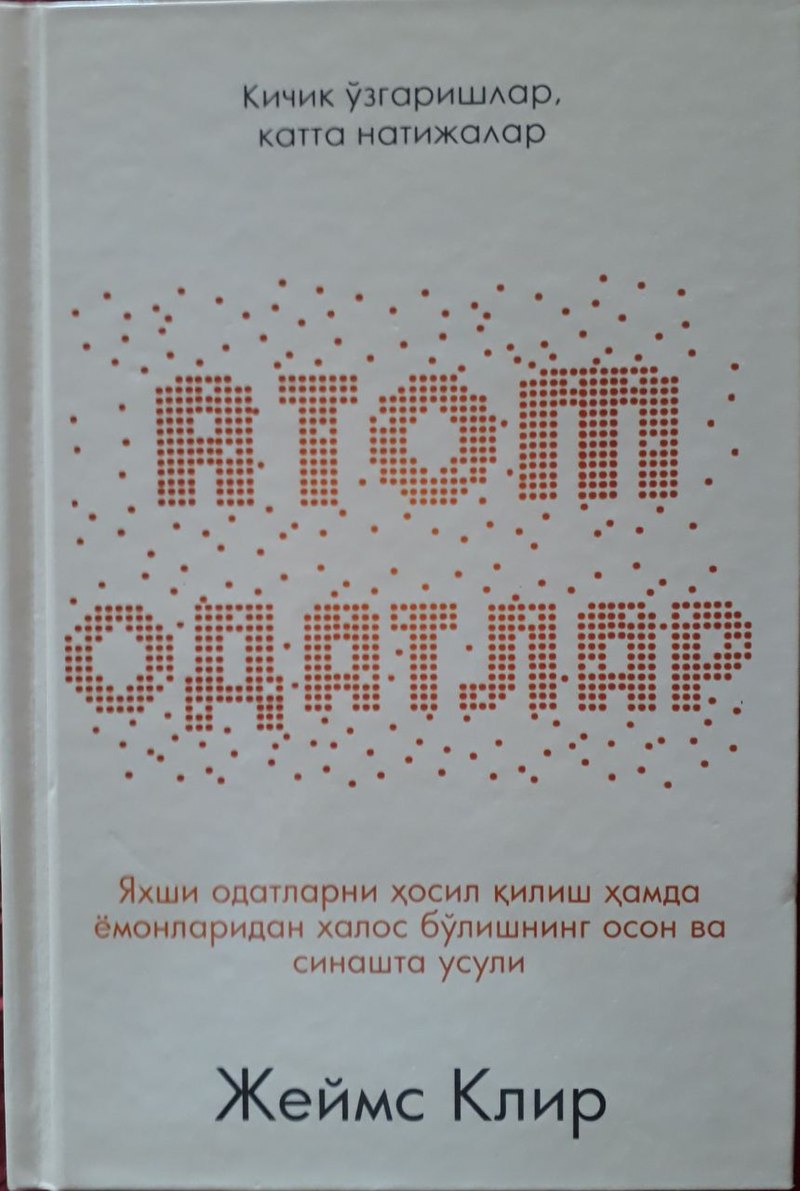 Кичик ўзгаришлар,
катта натижалар
АТОМ
ОДАТЛАР
Яхши одатларни ҳосил қилиш ҳамда
ёмонларидан халос бўлишнинг осон ва
синашта усули
Жеймс Клир